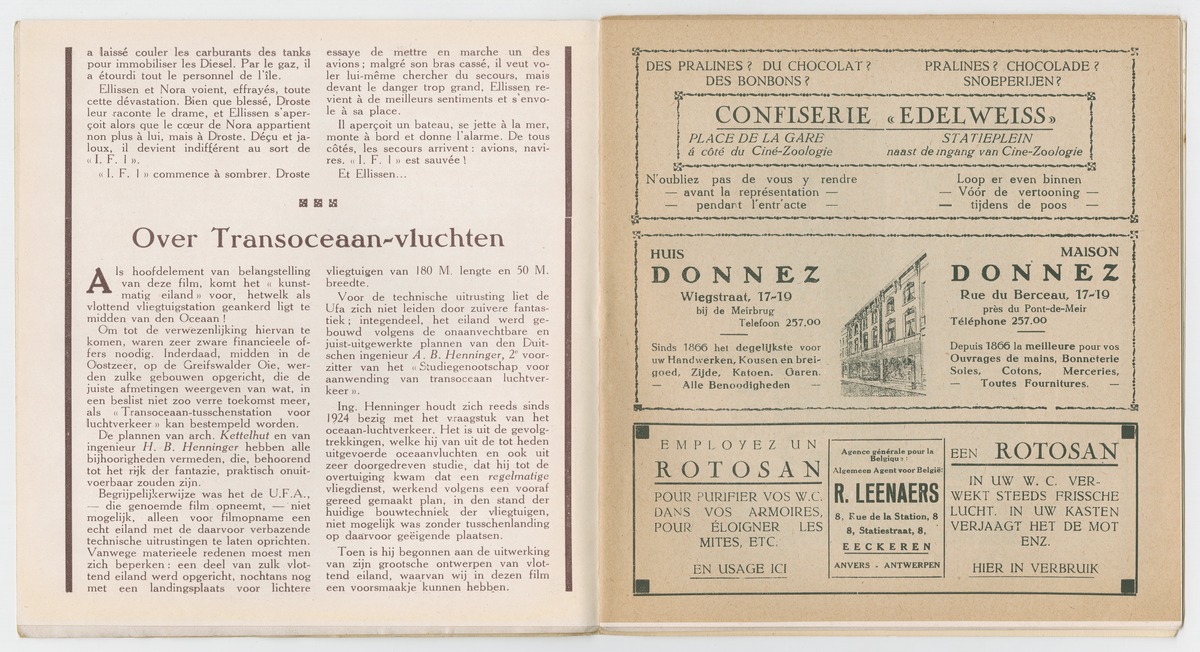 a laissé couler les carburants des tanks
pour immobiliser les Diesel. Par le gaz, il
a étourdi tout le personnel de l'île.
Ellissen et Nora voient, effrayés, toute
cette dévastation. Bien que blessé, Droste
leur raconte le drame, et Ellissen s'aper-
çoit alors que le cœur de Nora appartient
non plus à lui, mais à Droste. Déçu et ja-
loux, il devient indifférent au sort de
« I. F. I ».
« I. F. I » commence à sombrer. Droste
essaye de mettre en marche un des
avions ; malgré son bras cassé, il veut vo-
ler lui-même chercher du secours, mais
devant le danger trop grand, Ellissen re-
vient à de meilleurs sentiments et s'envo-
le à sa place.
Il aperçoit un bateau, se jette à la mer,
monte à bord et donne l'alarme. De tous
côtés, les secours arrivent : avions, navi-
res. « I. F. I » est sauvée !
Et Ellissen...
Over Transoceaan-vluchten
Als hoofdelement van belangstelling
van deze film, komt het « kunst-
matig eiland » voor, hetwelk als
vlottend vliegtuigstation geankerd ligt te
midden van den Oceaan !
Om tot de verwezenlijking hiervan te
komen, waren zeer zware financieele of-
fers noodig. Inderdaad, midden in de
Oostzeer, op de Greifswalder Oie, wer-
den zulke gebouwen opgericht, die de
juiste afmetingen weergeven van wat, in
een beslist niet zoo verre toekomst meer,
als « Transoceaan-tusschenstation voor
luchtverkeer » kan bestempeld worden.
De plannen van arch. Kettelhut en van
ingenieur H. B. Henninger hebben alle
bijhoorigheden vermeden, die, behoorend
tot het rijk der fantazie, praktisch onuit-
voerbaar zouden zijn.
Begrijpelijkerwijze was het de U.F.A.,
— die genoemde film opneemt, — niet
mogelijk, alleen voor filmopname een
echt eiland met de daarvoor verbazende
technische uitrustingen te laten oprichten.
Vanwege materieele redenen moest men
zich beperken : een deel van zulk vlot-
tend eiland werd opgericht, nochtans nog
met een landingsplaats voor lichtere
vliegtuigen van 180 M. lengte en 50 M.
breedte.
Voor de technische uitrusting liet de
Ufa zich niet leiden door zuivere fantas-
tiek ; integendeel, het eiland werd ge-
bouwd volgens de onaanvechtbare en
juist-uitgewerkte plannen van den Duit-
schen ingenieur A. B. Henninger, 2e voor-
zitter van het « Studiegenootschap voor
aanwending van transoceaan luchtver-
keer ».
Ing. Henninger houdt zich reeds sinds
1924 bezig met het vraagstuk van het
oceaan-luchtverkeer. Het is uit de gevolg-
trekkingen, welke hij van uit de tot heden
uitgevoerde oceaanvluchten en ook uit
zeer doorgedreven studie, dat hij tot de
overtuiging kwam dat een regelmatige
vliegdienst, werkend volgens een vooraf
gereed gemaakt plan, in den stand der
huidige bouwtechniek der vliegtuigen,
niet mogelijk was zonder tusschenlanding
op daarvoor geëigende plaatsen.
Toen is hij begonnen aan de uitwerking
van zijn grootsche ontwerpen van vlot-
tend eiland, waarvan wij in dezen film
een voorsmaakje kunnen hebben.
DES PRALINES ? DU CHOCOLAT ?
DES BONBONS ?
PRALINES ? CHOCOLADE ?
SNOEPERIJEN ?
CONFISERIE « EDELWEISS »
PLACE DE LA GARE
à côté du Ciné-Zoologie
STATIEPLEIN
naast de ingang van Cine-Zoologie
N'oubliez pas de vous y rendre
— avant la représentation —
— pendant l'entr'acte —
Loop er even binnen
— Vóór de vertooning —
— tijdens de poos —
HUIS
DONNEZ
Wiegstraat, 17-19
bij de Meirbrug
Telefoon 257.00
Sinds 1866 het degelijkste voor
uw Handwerken, Kousen en brei-
goed, Zijde, Katoen, Garen.
— Alle Benoodigheden —
MAISON
DONNEZ
Rue du Berceau, 17-19
près du Pont-de-Meir
Téléphone 257.00
Depuis 1866 la meilleure pour vos
Ouvrages de mains, Bonneterie
Soies, Cotons, Merceries,
— Toutes Fournitures. —
EMPLOYEZ UN
ROTOSAN
POUR PURIFIER VOS W.C.
DANS VOS ARMOIRES,
POUR ÉLOIGNER LES
MITES, ETC.
EN USAGE ICI
Agence générale pour la
Belgique :
Algemeen Agent voor België:
R. LEENAERS
8, Rue de la Station, 8
8, Statiestraat, 8,
EECKEREN
ANVERS - ANTWERPEN
EEN ROTOSAN
IN UW W. C. VER-
WEKT STEEDS FRISSCHE
LUCHT. IN UW KASTEN
VERJAAGT HET DE MOT
ENZ.
HIER IN VERBRUIK